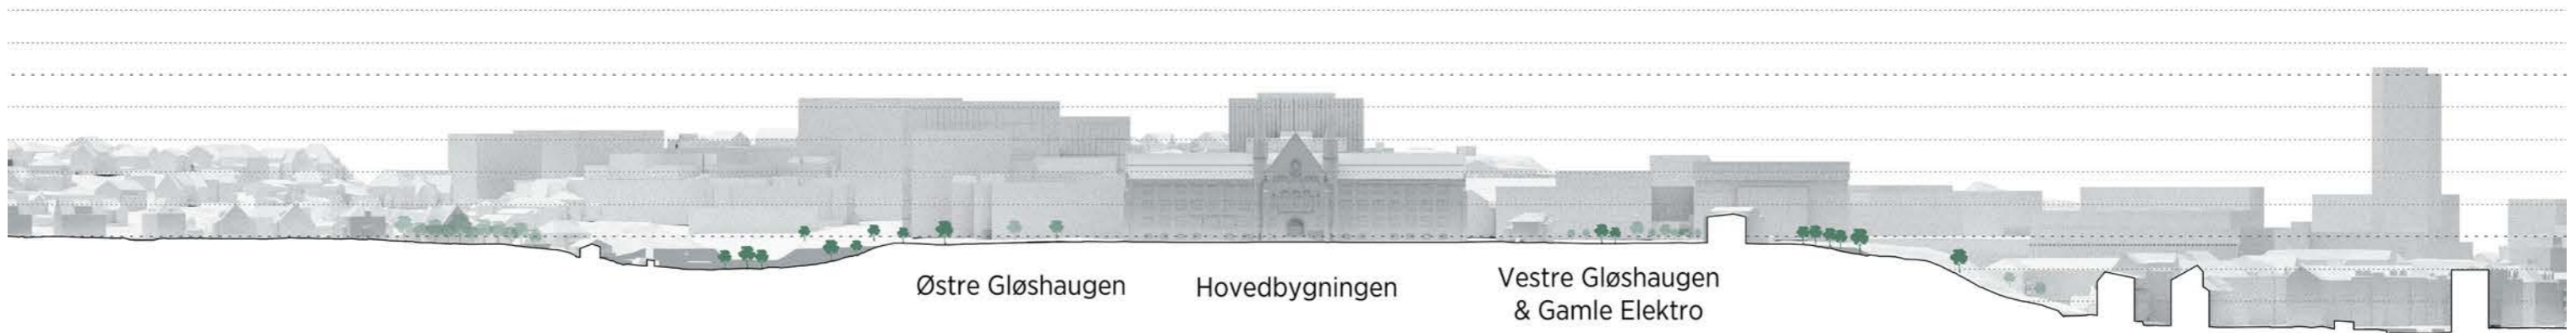 Østre Gløshaugen
Hovedbygningen
Vestre Gløshaugen
& Gamle Elektro